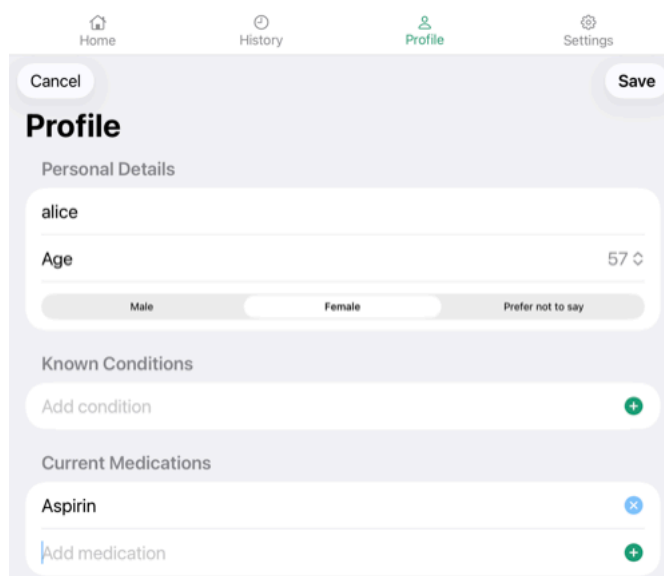 Home History Profile Settings
Cancel Save
Profile
Personal Details
alice
Age 57
Male Female Prefer not to say
Known Conditions
Add condition
Current Medications
Aspirin
Add medication